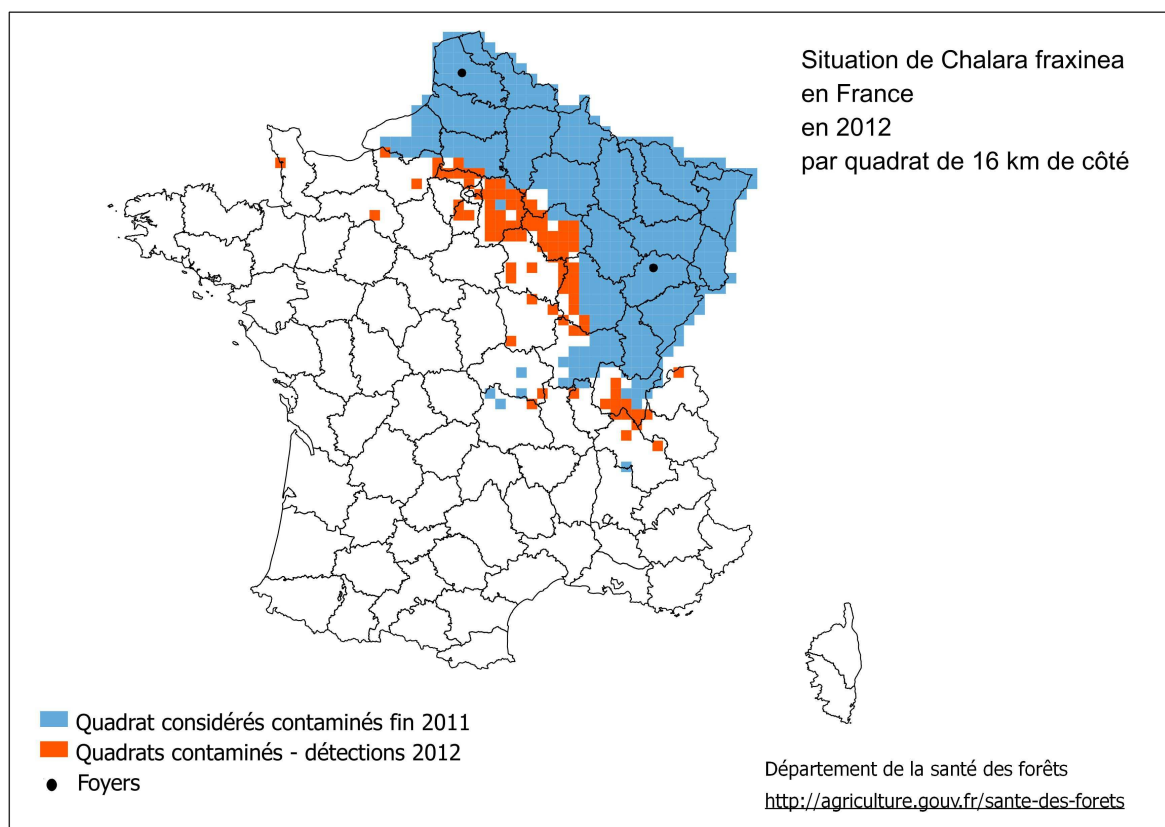 Situation de Chalara fraxinea
en France
en 2012
par quadrat de 16 km de côté
Quadrat considérés contaminés fin 2011
Quadrats contaminés - détections 2012
Foyers
Département de la santé des forêts
http://agriculture.gouv.fr/sante-des-forets